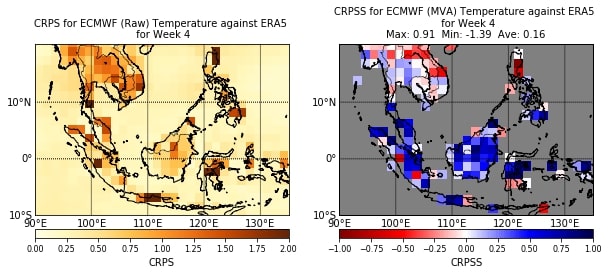 CRPS for ECMWF (Raw) Temperature against ERA5
for Week 4
CRPSS for ECMWF (MVA) Temperature against ERA5
for Week 4
Max: 0.91 Min: -1.39 Ave: 0.16
10°N
0°
10°S
90°E 100°E 110°E 120°E 130°E
10°N
0°
10°S
90°E 100°E 110°E 120°E 130°E
0.00 0.25 0.50 0.75 1.00 1.25 1.50 1.75 2.00
CRPS
−1.00 −0.75 −0.50 −0.25 0.00 0.25 0.50 0.75 1.00
CRPSS